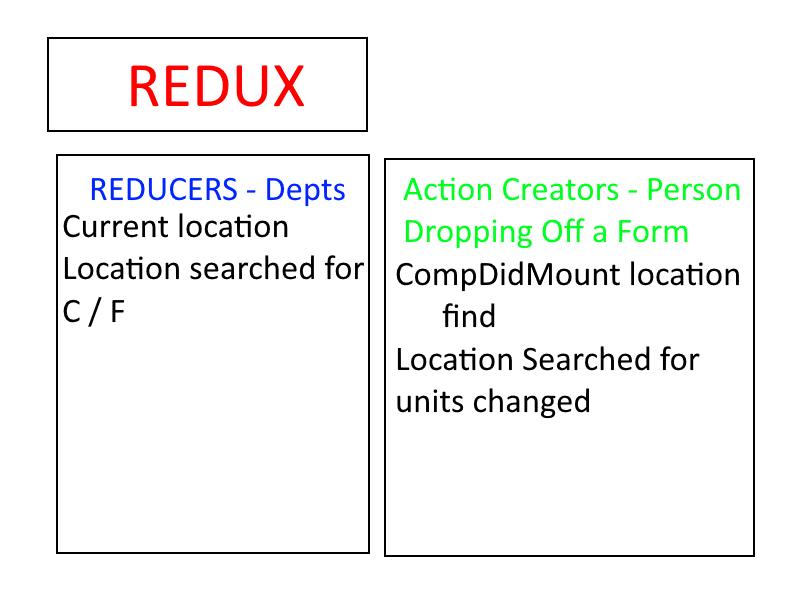 REDUX
REDUCERS - Depts
Current location
Location searched for
C / F
Action Creators - Person
Dropping Off a Form
CompDidMount location
find
Location Searched for
units changed